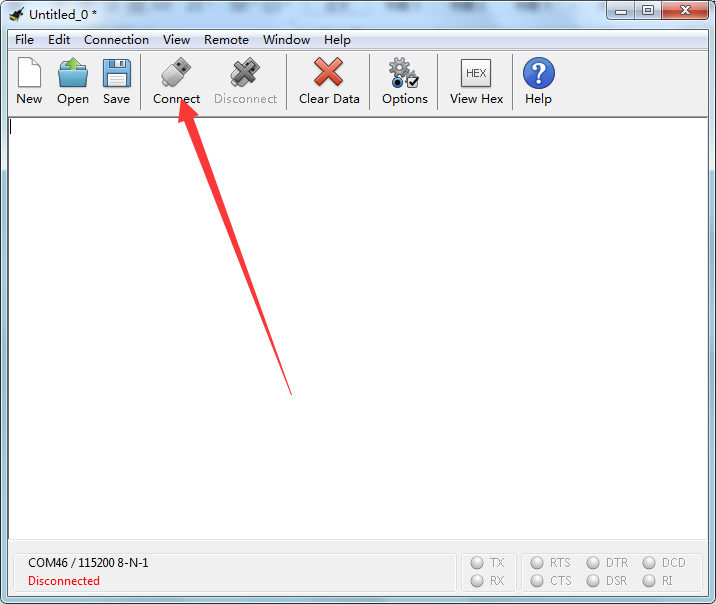 Untitled_0 *
File Edit Connection View Remote Window Help
HEX
New Open Save Connect Disconnect Clear Data Options View Hex Help
COM46 / 115200 8-N-1
Disconnected
TX RTS DTR DCD
RX CTS DSR RI